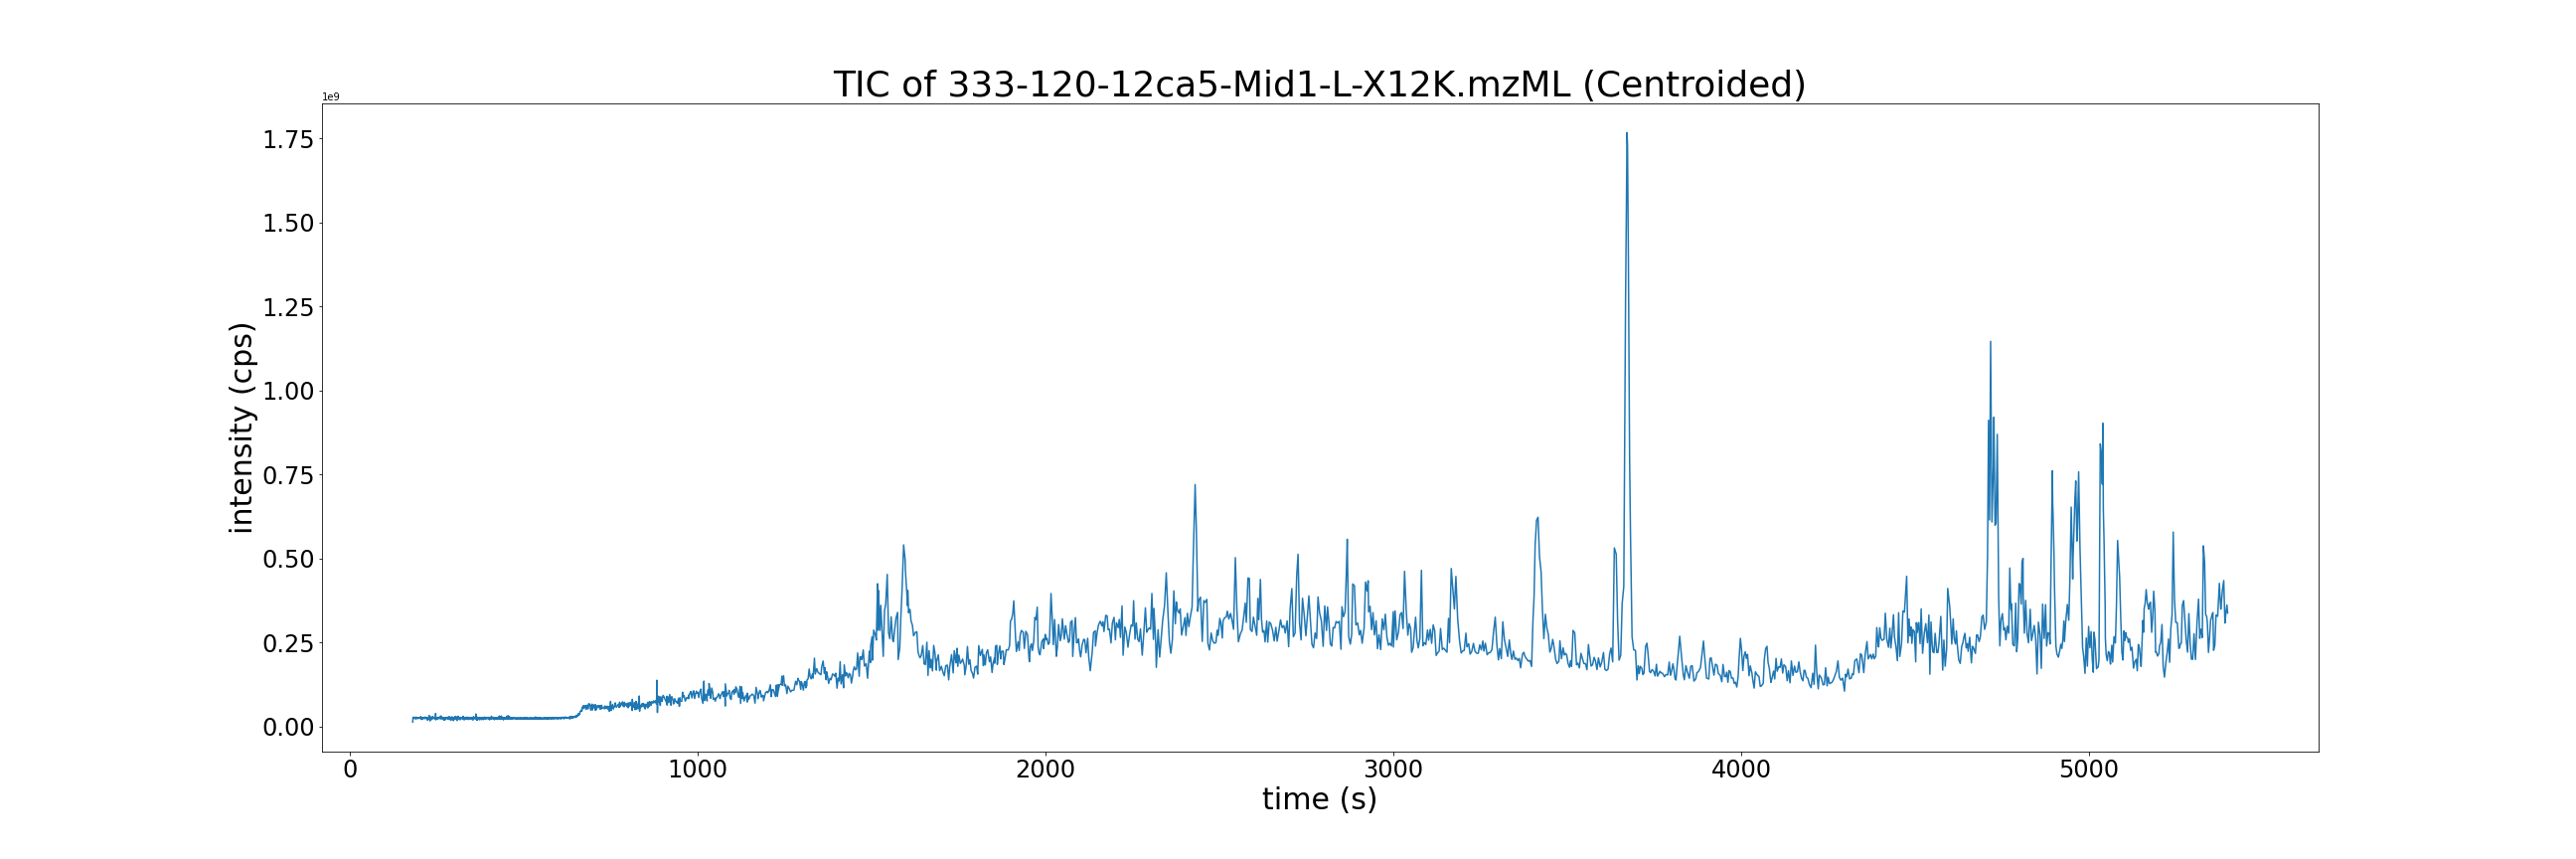 TIC of 333-120-12ca5-Mid1-L-X12K.mzML (Centroided)
1e9
1.75
1.50
1.25
1.00
0.75
0.50
0.25
0.00
intensity (cps)
0 1000 2000 3000 4000 5000
time (s)